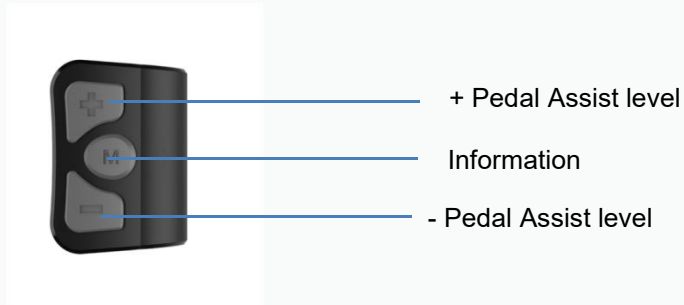 + Pedal Assist level
M
Information
- Pedal Assist level